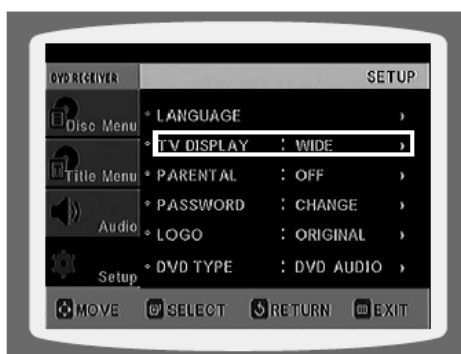 DVD RECEIVER SETUP
Disc Menu
Title Menu
Audio
Setup
• LANGUAGE
• TV DISPLAY : WIDE
• PARENTAL : OFF
• PASSWORD : CHANGE
• LOGO : ORIGINAL
• DVD TYPE : DVD AUDIO
MOVE SELECT RETURN EXIT